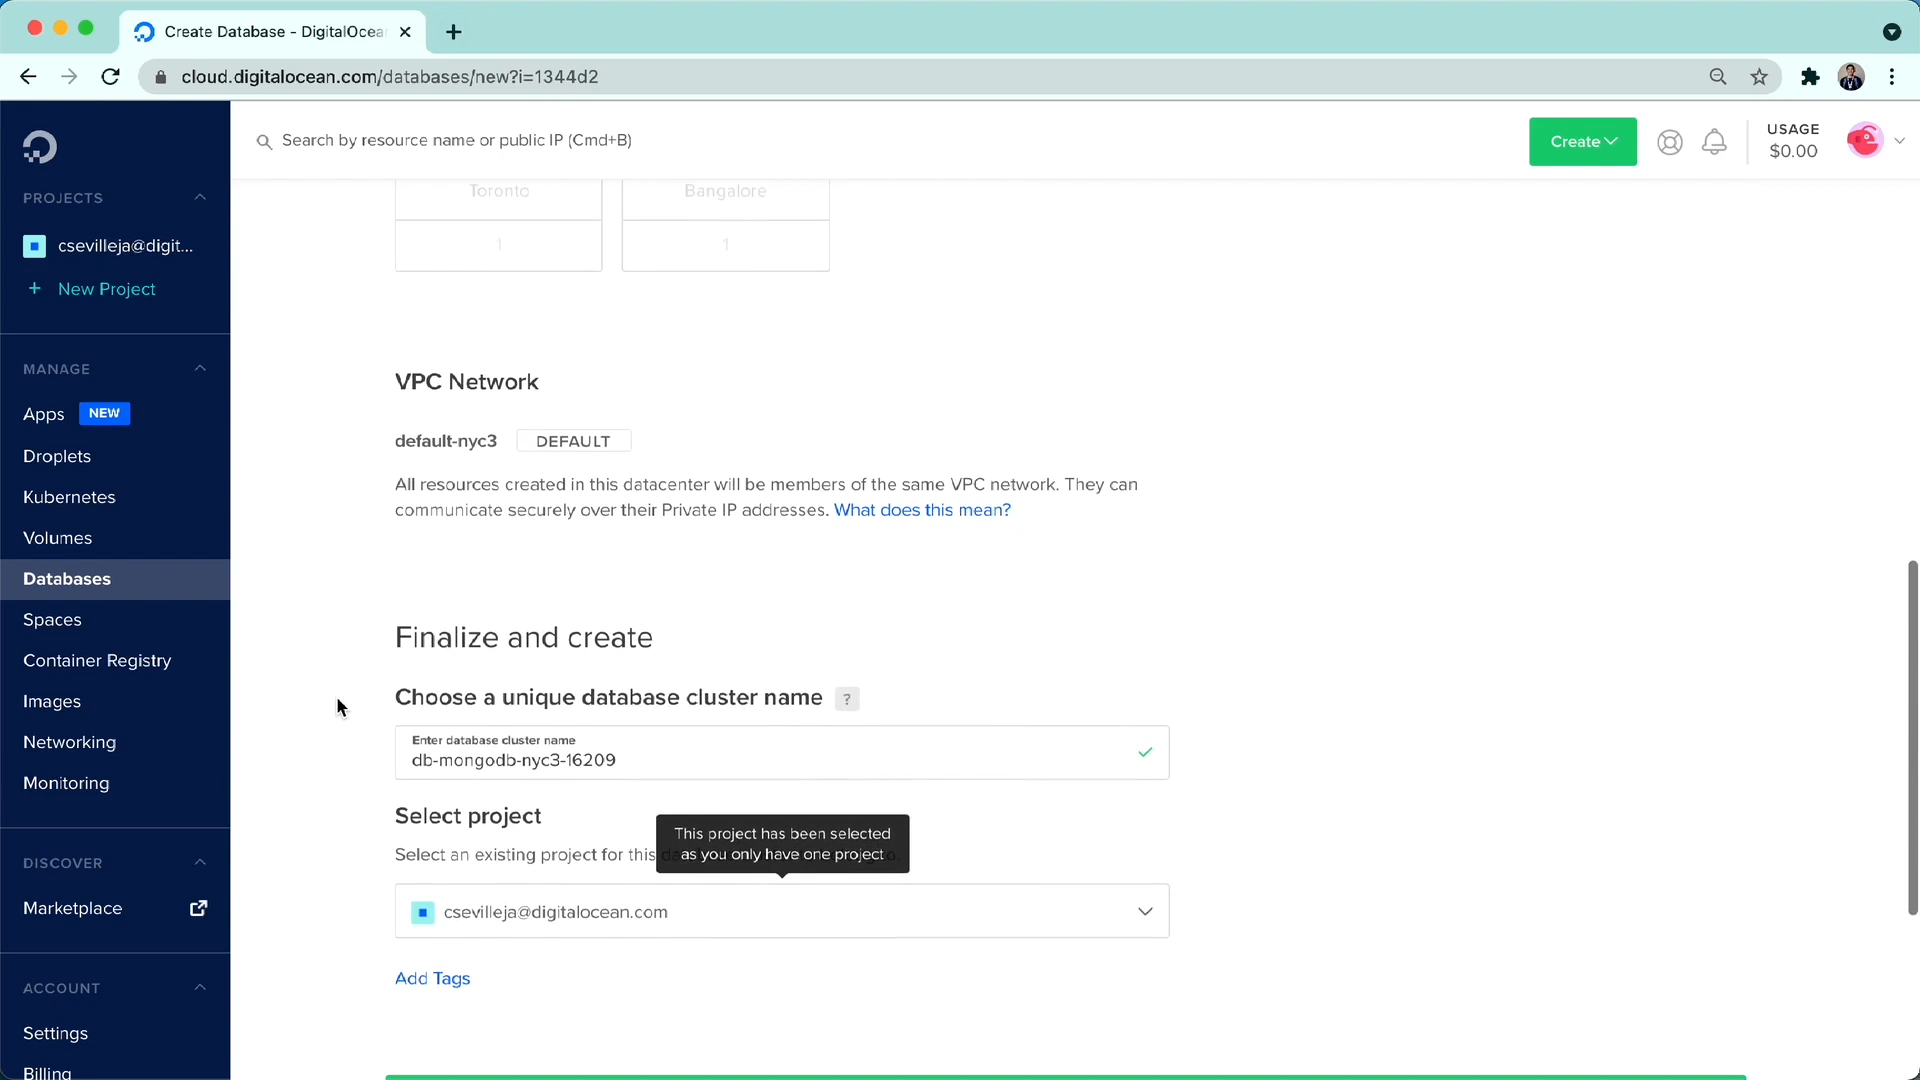 Create Database - DigitalOcea
cloud.digitalocean.com/databases/new?i=1344d2
Search by resource name or public IP (Cmd+B)
Create
USAGE
$0.00
PROJECTS
csevilleja@digit...
+ New Project
MANAGE
Apps NEW
Droplets
Kubernetes
Volumes
Databases
Spaces
Container Registry
Images
Networking
Monitoring
DISCOVER
Marketplace
ACCOUNT
Settings
Billing
Toronto
Bangalore
1
1
VPC Network
default-nyc3 DEFAULT
All resources created in this datacenter will be members of the same VPC network. They can
communicate securely over their Private IP addresses. What does this mean?
Finalize and create
Choose a unique database cluster name ?
Enter database cluster name
db-mongodb-nyc3-16209
Select project
This project has been selected
as you only have one project
Select an existing project for this
csevilleja@digitalocean.com
Add Tags